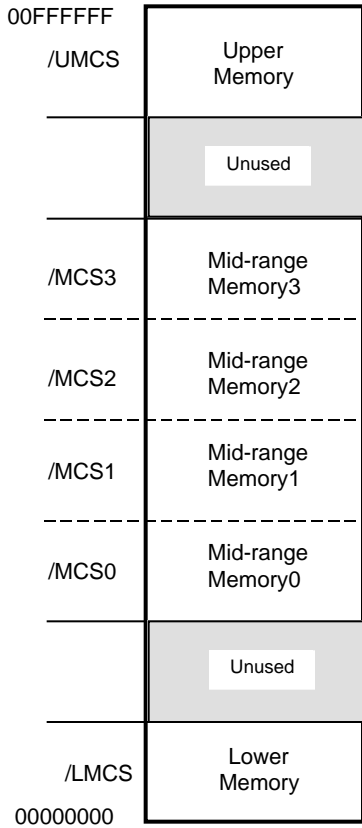 00FFFFFF
/UMCS
Upper
Memory
Unused
/MCS3
Mid-range
Memory3
/MCS2
Mid-range
Memory2
/MCS1
Mid-range
Memory1
/MCS0
Mid-range
Memory0
Unused
/LMCS
Lower
Memory
00000000